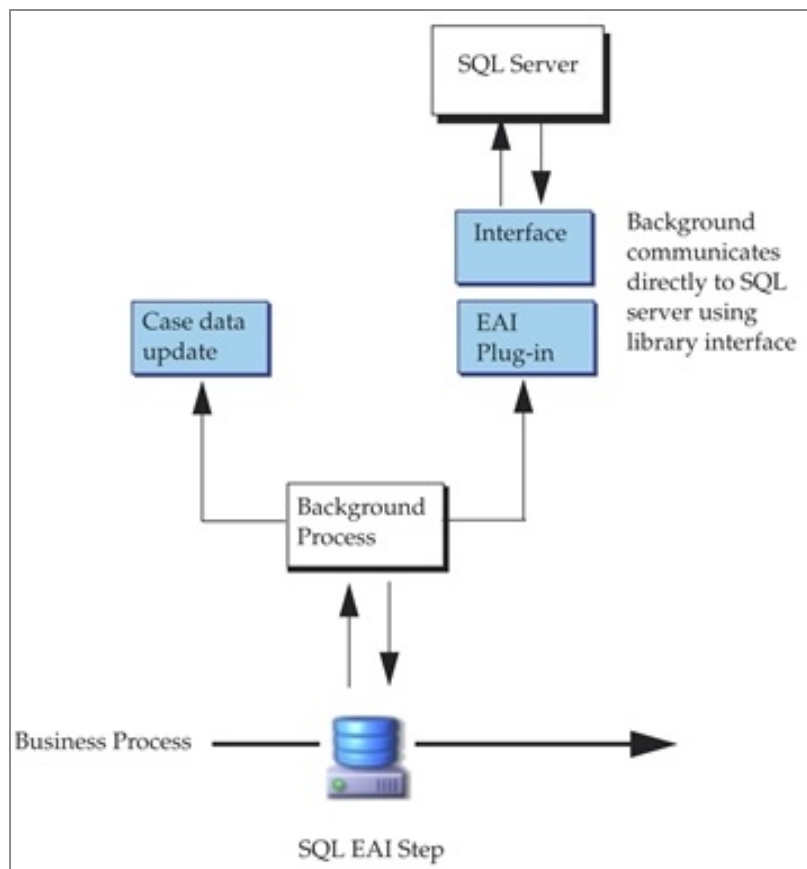 SQL Server
Interface
Background
communicates
directly to SQL
server using
library interface
Case data
update
EAI
Plug-in
Background
Process
Business Process
SQL EAI Step